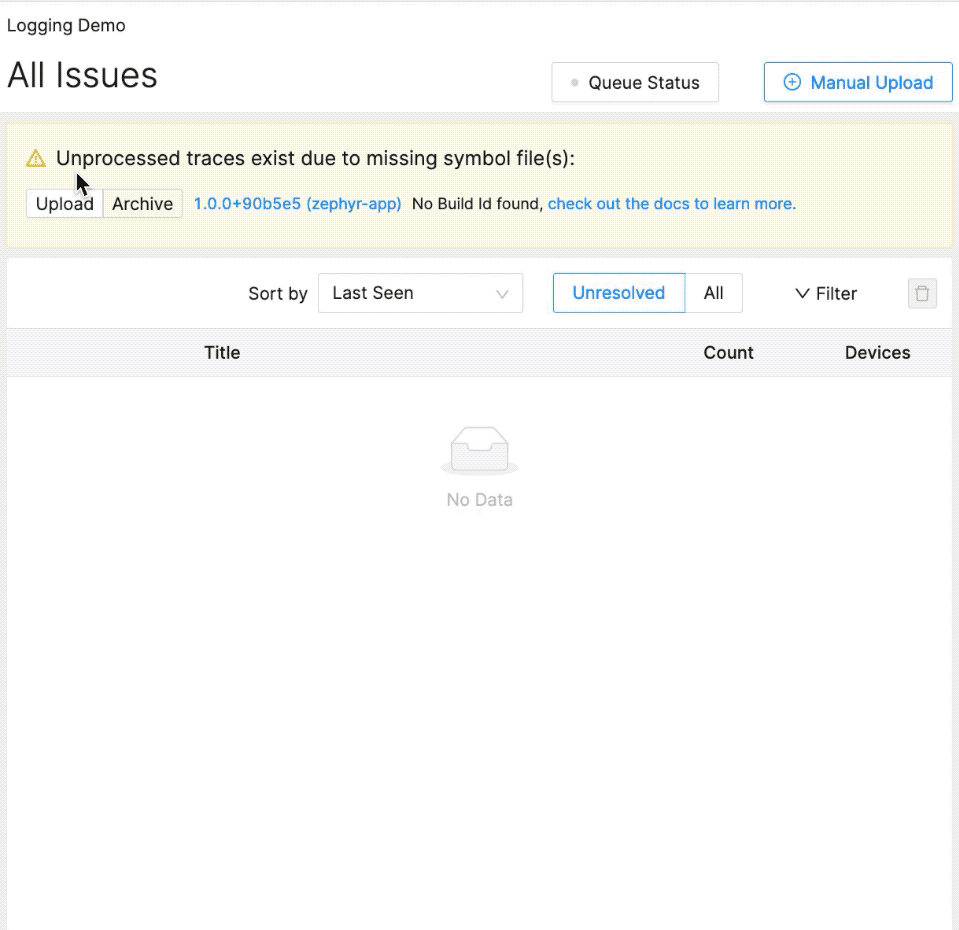 Logging Demo
All Issues
Queue Status
Manual Upload
Unprocessed traces exist due to missing symbol file(s):
Upload Archive 1.0.0+90b5e5 (zephyr-app) No Build Id found, check out the docs to learn more.
Sort by Last Seen Unresolved All Filter
Title Count Devices
No Data